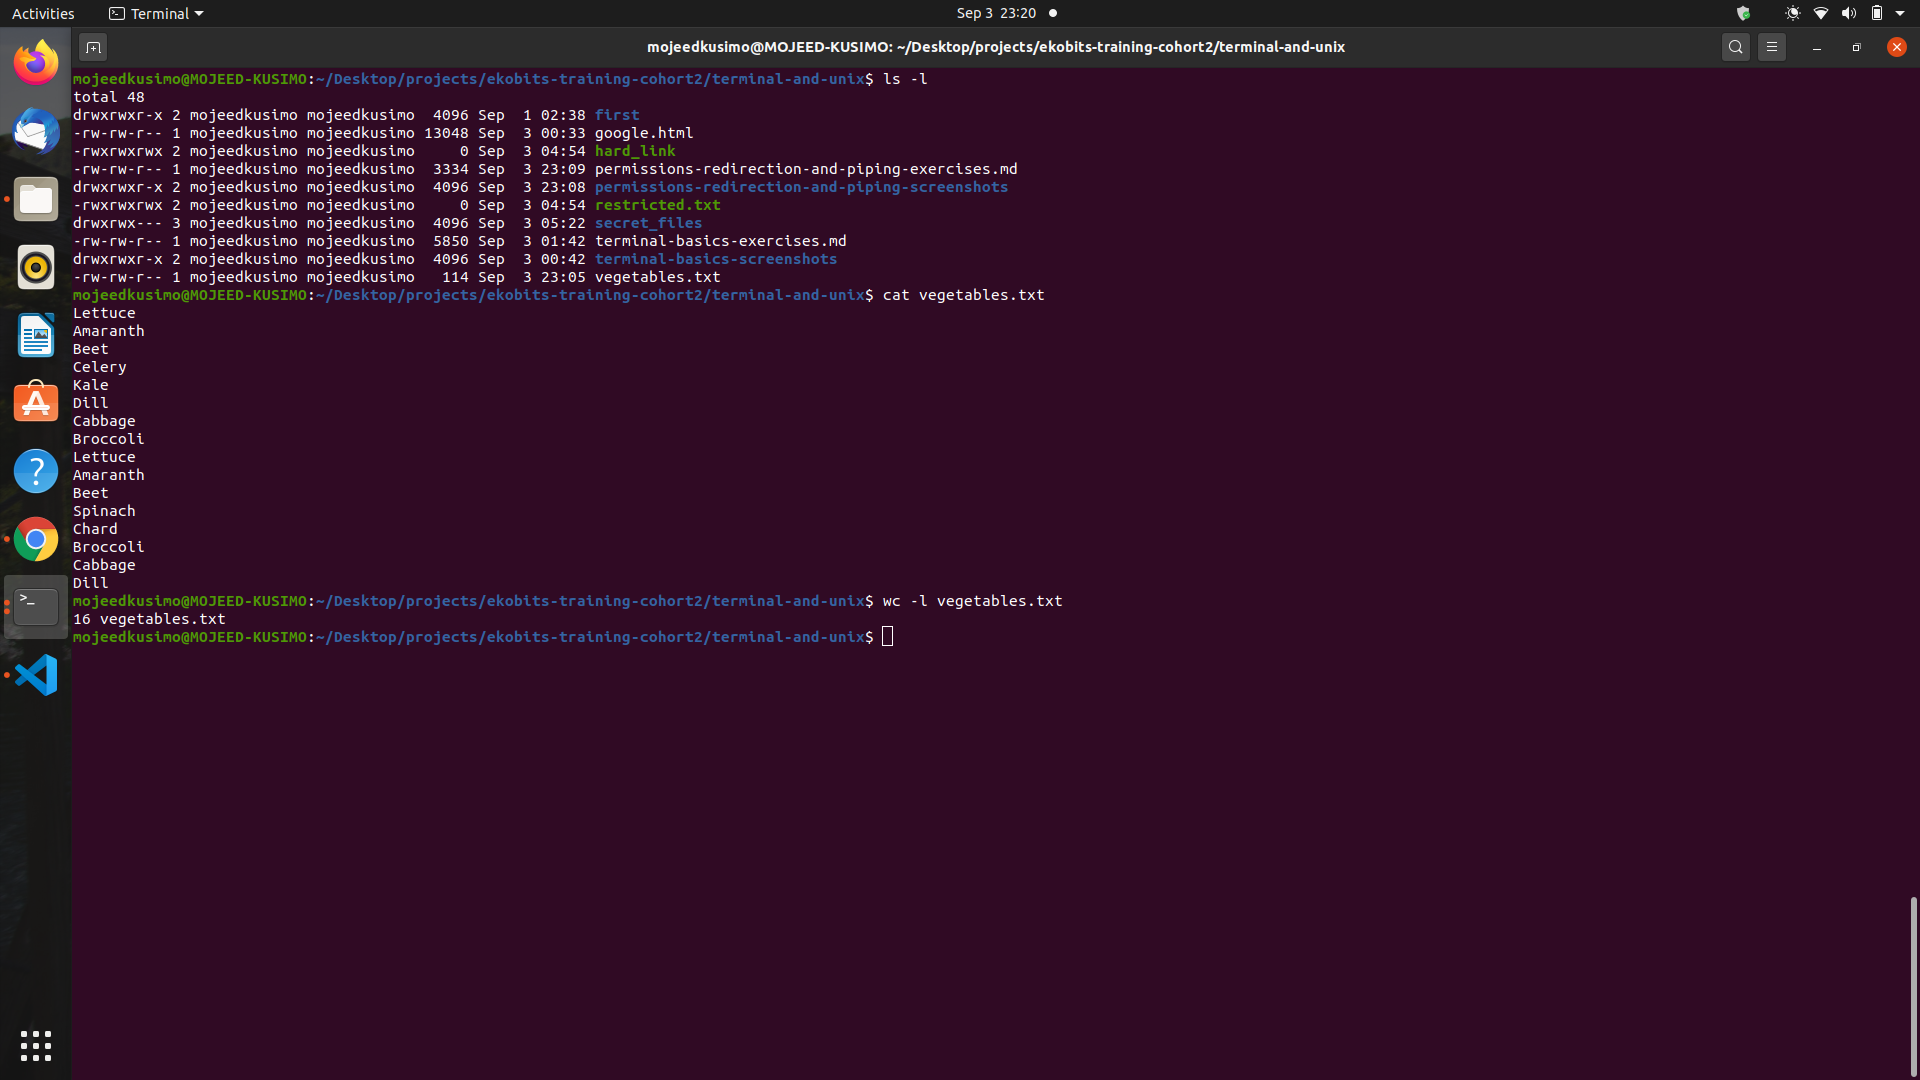 Activities Terminal Sep 3 23:20
mojeedkusimo@MOJEED-KUSIMO: ~/Desktop/projects/ekobits-training-cohort2/terminal-and-unix
mojeedkusimo@MOJEED-KUSIMO:~/Desktop/projects/ekobits-training-cohort2/terminal-and-unix$ ls -l
total 48
drwxrwxr-x 2 mojeedkusimo mojeedkusimo  4096 Sep  1 02:38 first
-rw-rw-r-- 1 mojeedkusimo mojeedkusimo 13048 Sep  3 00:33 google.html
-rwxrwxrwx 2 mojeedkusimo mojeedkusimo     0 Sep  3 04:54 hard_link
-rw-rw-r-- 1 mojeedkusimo mojeedkusimo  3334 Sep  3 23:09 permissions-redirection-and-piping-exercises.md
drwxrwxr-x 2 mojeedkusimo mojeedkusimo  4096 Sep  3 23:08 permissions-redirection-and-piping-screenshots
-rwxrwxrwx 2 mojeedkusimo mojeedkusimo     0 Sep  3 04:54 restricted.txt
drwxrwx--- 3 mojeedkusimo mojeedkusimo  4096 Sep  3 05:22 secret_files
-rw-rw-r-- 1 mojeedkusimo mojeedkusimo  5850 Sep  3 01:42 terminal-basics-exercises.md
drwxrwxr-x 2 mojeedkusimo mojeedkusimo  4096 Sep  3 00:42 terminal-basics-screenshots
-rw-rw-r-- 1 mojeedkusimo mojeedkusimo   114 Sep  3 23:05 vegetables.txt
mojeedkusimo@MOJEED-KUSIMO:~/Desktop/projects/ekobits-training-cohort2/terminal-and-unix$ cat vegetables.txt
Lettuce
Amaranth
Beet
Celery
Kale
Dill
Cabbage
Broccoli
Lettuce
Amaranth
Beet
Spinach
Chard
Broccoli
Cabbage
Dill
mojeedkusimo@MOJEED-KUSIMO:~/Desktop/projects/ekobits-training-cohort2/terminal-and-unix$ wc -l vegetables.txt
16 vegetables.txt
mojeedkusimo@MOJEED-KUSIMO:~/Desktop/projects/ekobits-training-cohort2/terminal-and-unix$